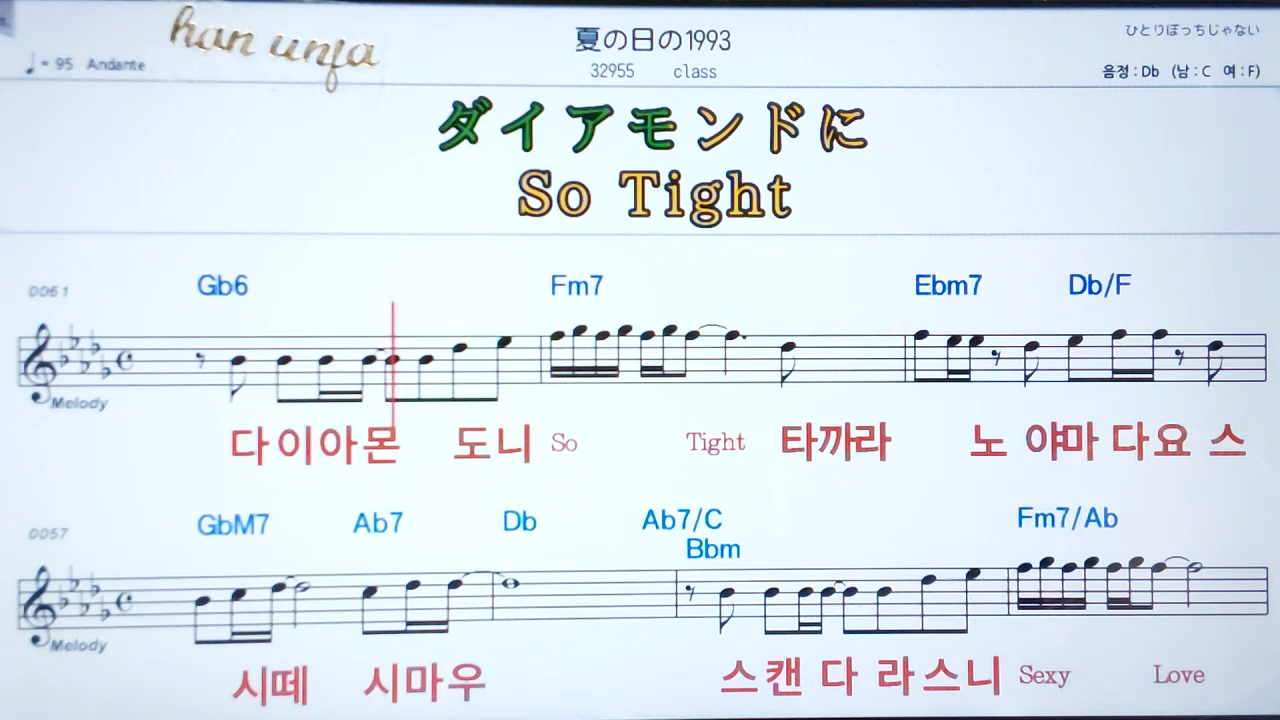 han unfa
夏の日の1993
ひとりぼっちじゃない
♩= 95 Andante
32955 class
음정 : Db (남 : C 여 : F)
ダイアモンドに
So Tight
Gb6 Fm7 Ebm7 Db/F
0061
Melody
다이아몬 도니 So Tight 타까라 노 야마 다요 스
GbM7 Ab7 Db Ab7/C Fm7/Ab
Bbm
0057
Melody
시떼 시마우 스캔 다 라스니 Sexy Love